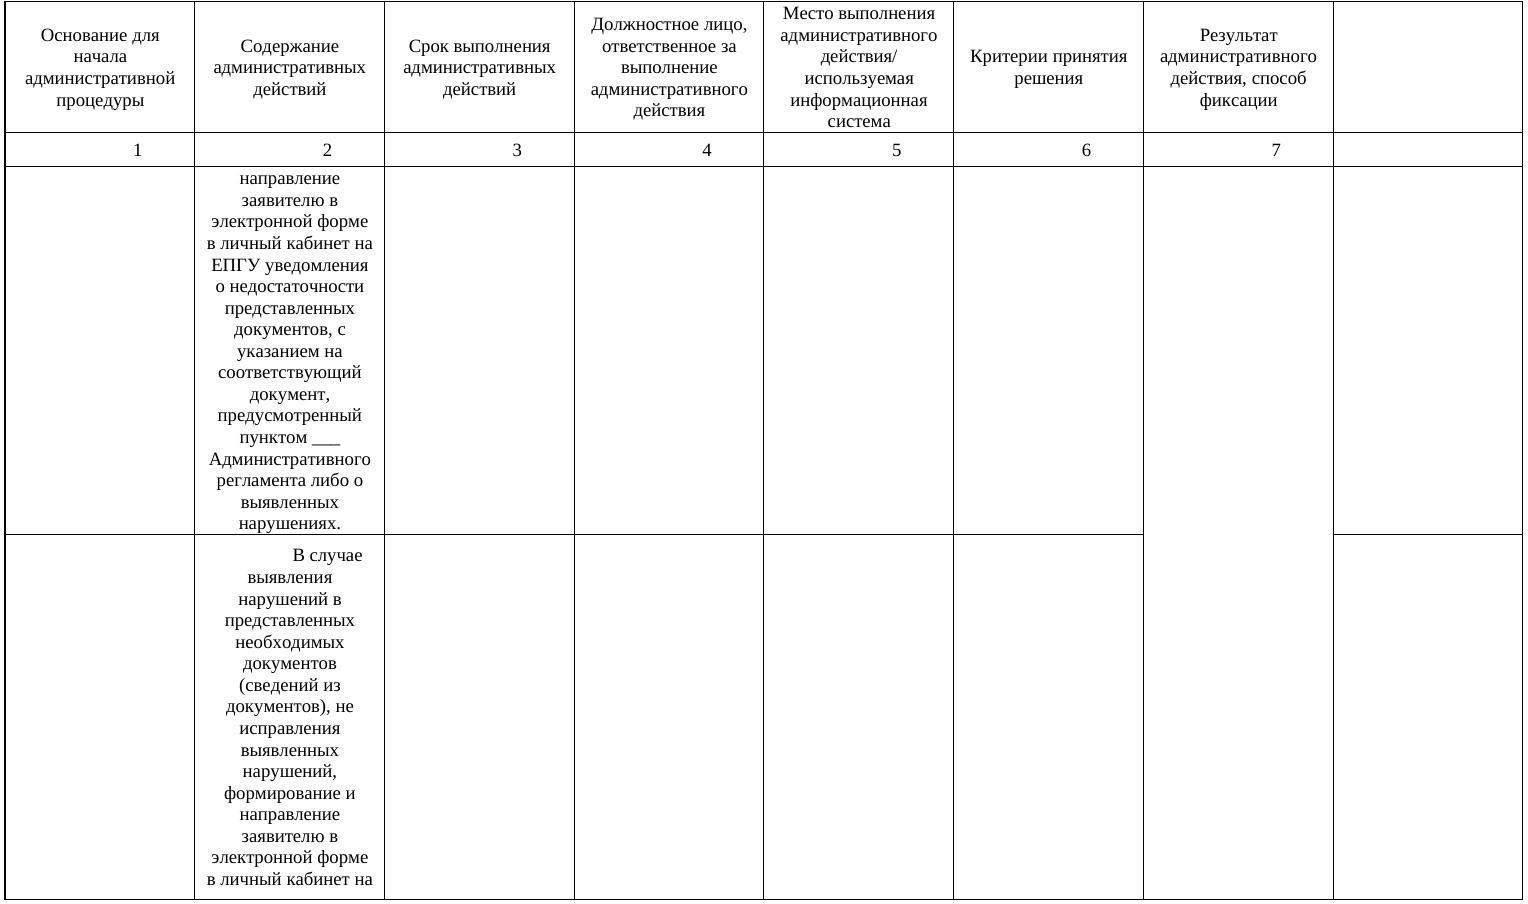 Основание для
начала
административной
процедуры
Содержание
административных
действий
Срок выполнения
административных
действий
Должностное лицо,
ответственное за
выполнение
административного
действия
Место выполнения
административного
действия/
используемая
информационная
система
Критерии принятия
решения
Результат
административного
действия, способ
фиксации
1
2
3
4
5
6
7
направление
заявителю в
электронной форме
в личный кабинет на
ЕПГУ уведомления
о недостаточности
представленных
документов, с
указанием на
соответствующий
документ,
предусмотренный
пунктом ___
Административного
регламента либо о
выявленных
нарушениях.
В случае
выявления
нарушений в
представленных
необходимых
документов
(сведений из
документов), не
исправления
выявленных
нарушений,
формирование и
направление
заявителю в
электронной форме
в личный кабинет на